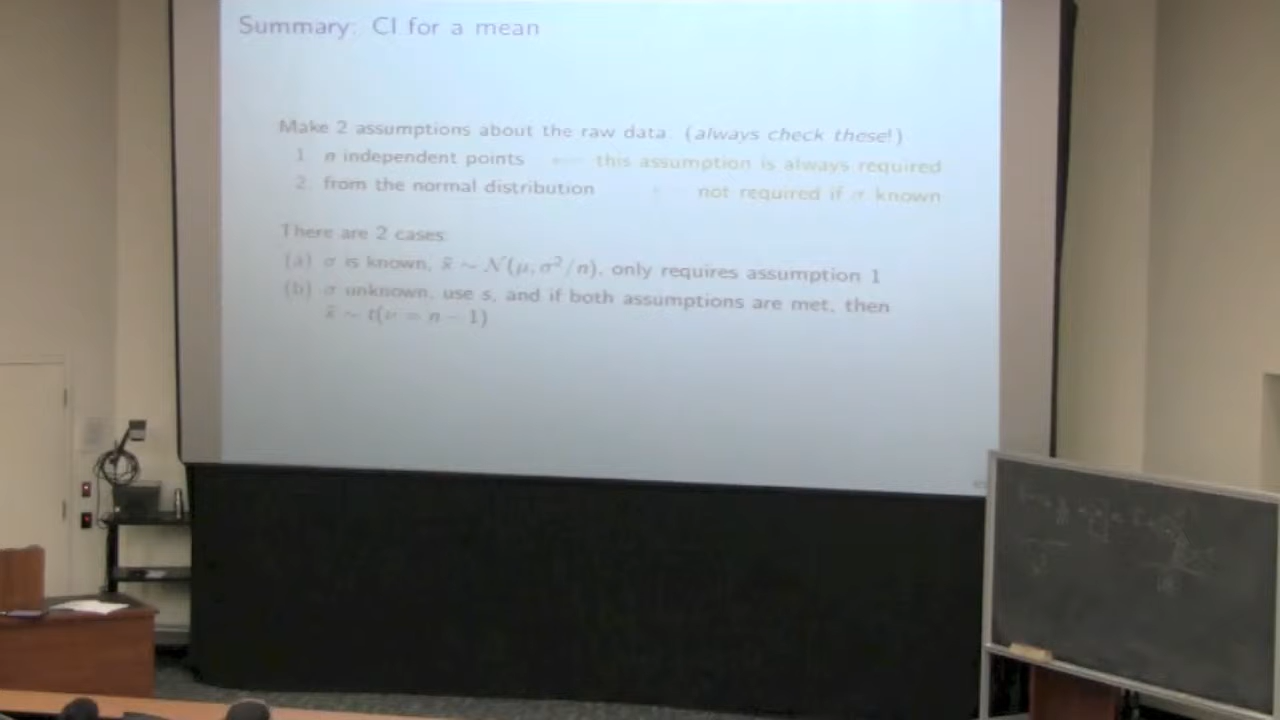 Summary: CI for a mean
Make 2 assumptions about the raw data: (always check these!)
1. n independent points ⟵ this assumption is always required
2. from the normal distribution not required if σ known
There are 2 cases:
(a) σ is known, x̄ ∼ N(μ, σ²/n), only requires assumption 1
(b) σ unknown, use s, and if both assumptions are met, then
x̄ ∼ t(ν = n − 1)